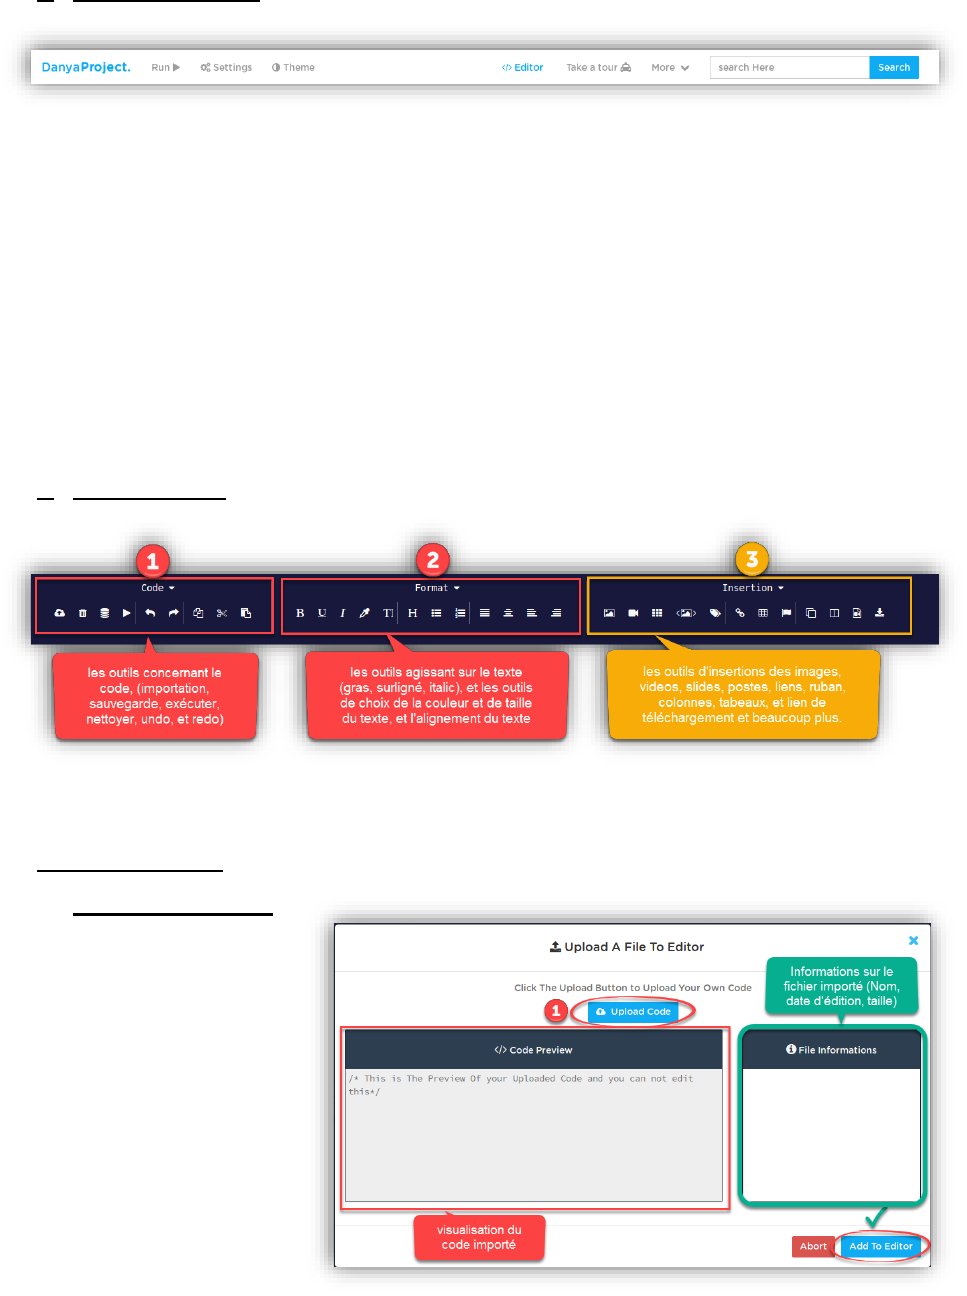 DanyaProject. Run Settings Theme </> Editor Take a tour More search Here Search
1 2 3
Code Format Insertion
B U I T H
les outils concernant le
code, (importation,
sauvegarde, exécuter,
nettoyer, undo, et redo)
les outils agissant sur le texte
(gras, surligné, italic), et les outils
de choix de la couleur et de taille
du texte, et l'alignement du texte
les outils d'insertions des images,
videos, slides, postes, liens, ruban,
colonnes, tabeaux, et lien de
téléchargement et beaucoup plus.
Upload A File To Editor
Click The Upload Button to Upload Your Own Code
1 Upload Code
Informations sur le
fichier importé (Nom,
date d'édition, taille)
</> Code Preview
File Informations
/* This is The Preview Of your Uploaded Code and you can not edit
this*/
visualisation du
code importé
Abort Add To Editor